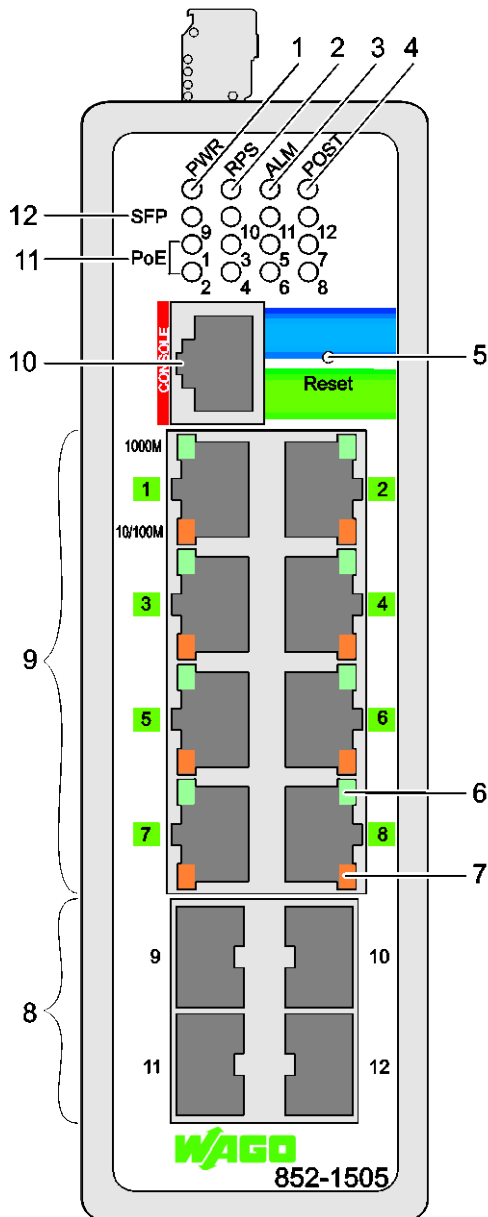 1 2 3 4
PWR RPS ALM POST
12 SFP
9 10 11 12
11 PoE
1 3 5 7
2 4 6 8
CONSOLE
10
5
Reset
1000M
1 2
10/100M
3 4
9
5 6
6
7 8
7
9 10
8
11 12
WAGO
852-1505